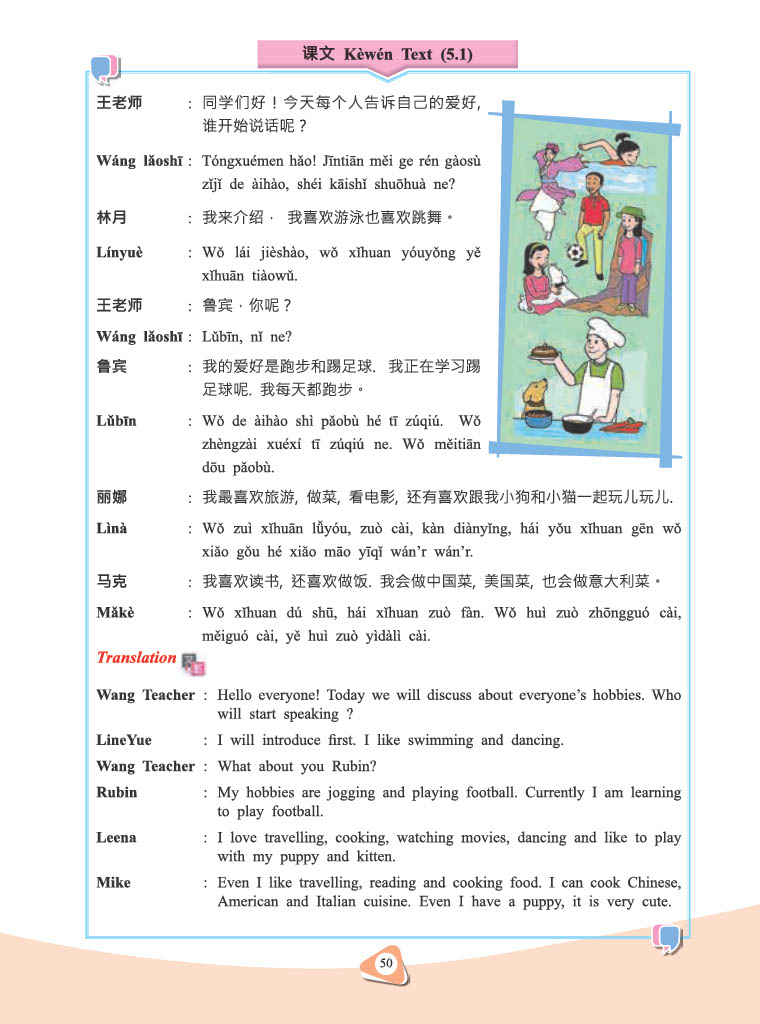 课文 Kèwén Text (5.1)
王老师 : 同学们好！今天每个人告诉自己的爱好,
谁开始说话呢？
Wáng lǎoshī : Tóngxuémen hǎo! Jīntiān měi ge rén gàosù
zǐjǐ de àihào, shéi kāishǐ shuōhuà ne?
林月 : 我来介绍， 我喜欢游泳也喜欢跳舞。
Línyuè : Wǒ lái jièshào, wǒ xǐhuan yóuyǒng yě
xǐhuān tiàowǔ.
王老师 : 鲁宾，你呢？
Wáng lǎoshī : Lǔbīn, nǐ ne?
鲁宾 : 我的爱好是跑步和踢足球. 我正在学习踢
足球呢. 我每天都跑步。
Lǔbīn : Wǒ de àihào shì pǎobù hé tī zúqiú. Wǒ
zhèngzài xuéxí tī zúqiú ne. Wǒ měitiān
dōu pǎobù.
丽娜 : 我最喜欢旅游, 做菜, 看电影, 还有喜欢跟我小狗和小猫一起玩儿玩儿.
Lìnà : Wǒ zuì xǐhuān lǚyóu, zuò cài, kàn diànyǐng, hái yǒu xǐhuan gēn wǒ
xiǎo gǒu hé xiǎo māo yīqǐ wán’r wán’r.
马克 : 我喜欢读书, 还喜欢做饭. 我会做中国菜, 美国菜, 也会做意大利菜。
Mǎkè : Wǒ xǐhuan dú shū, hái xǐhuan zuò fàn. Wǒ huì zuò zhōngguó cài,
měiguó cài, yě huì zuò yìdàlì cài.
Translation
Wang Teacher : Hello everyone! Today we will discuss about everyone’s hobbies. Who
will start speaking ?
LineYue : I will introduce first. I like swimming and dancing.
Wang Teacher : What about you Rubin?
Rubin : My hobbies are jogging and playing football. Currently I am learning
to play football.
Leena : I love travelling, cooking, watching movies, dancing and like to play
with my puppy and kitten.
Mike : Even I like travelling, reading and cooking food. I can cook Chinese,
American and Italian cuisine. Even I have a puppy, it is very cute.
50